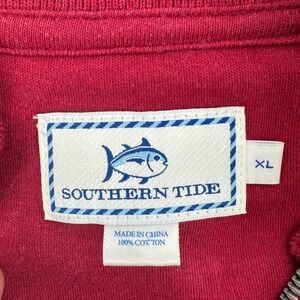 SOUTHERN TIDE
XL
MADE IN CHINA
100% COTTON